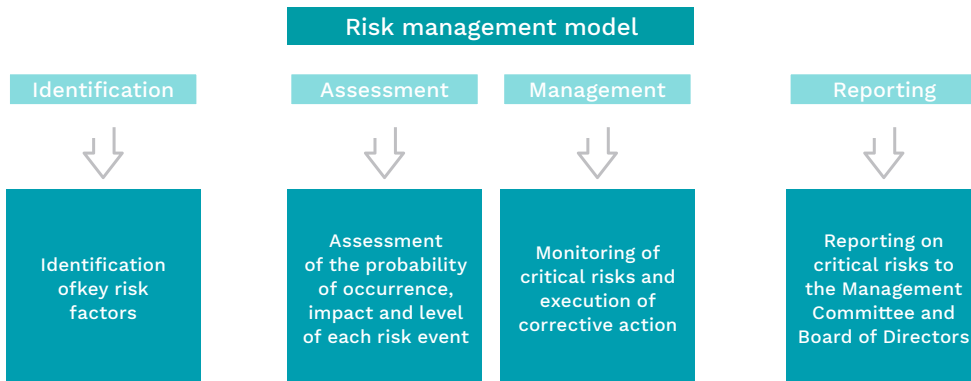 Risk management model
Identification
Assessment
Management
Reporting
Identification
ofkey risk
factors
Assessment
of the probability
of occurrence,
impact and level
of each risk event
Monitoring of
critical risks and
execution of
corrective action
Reporting on
critical risks to
the Management
Committee and
Board of Directors